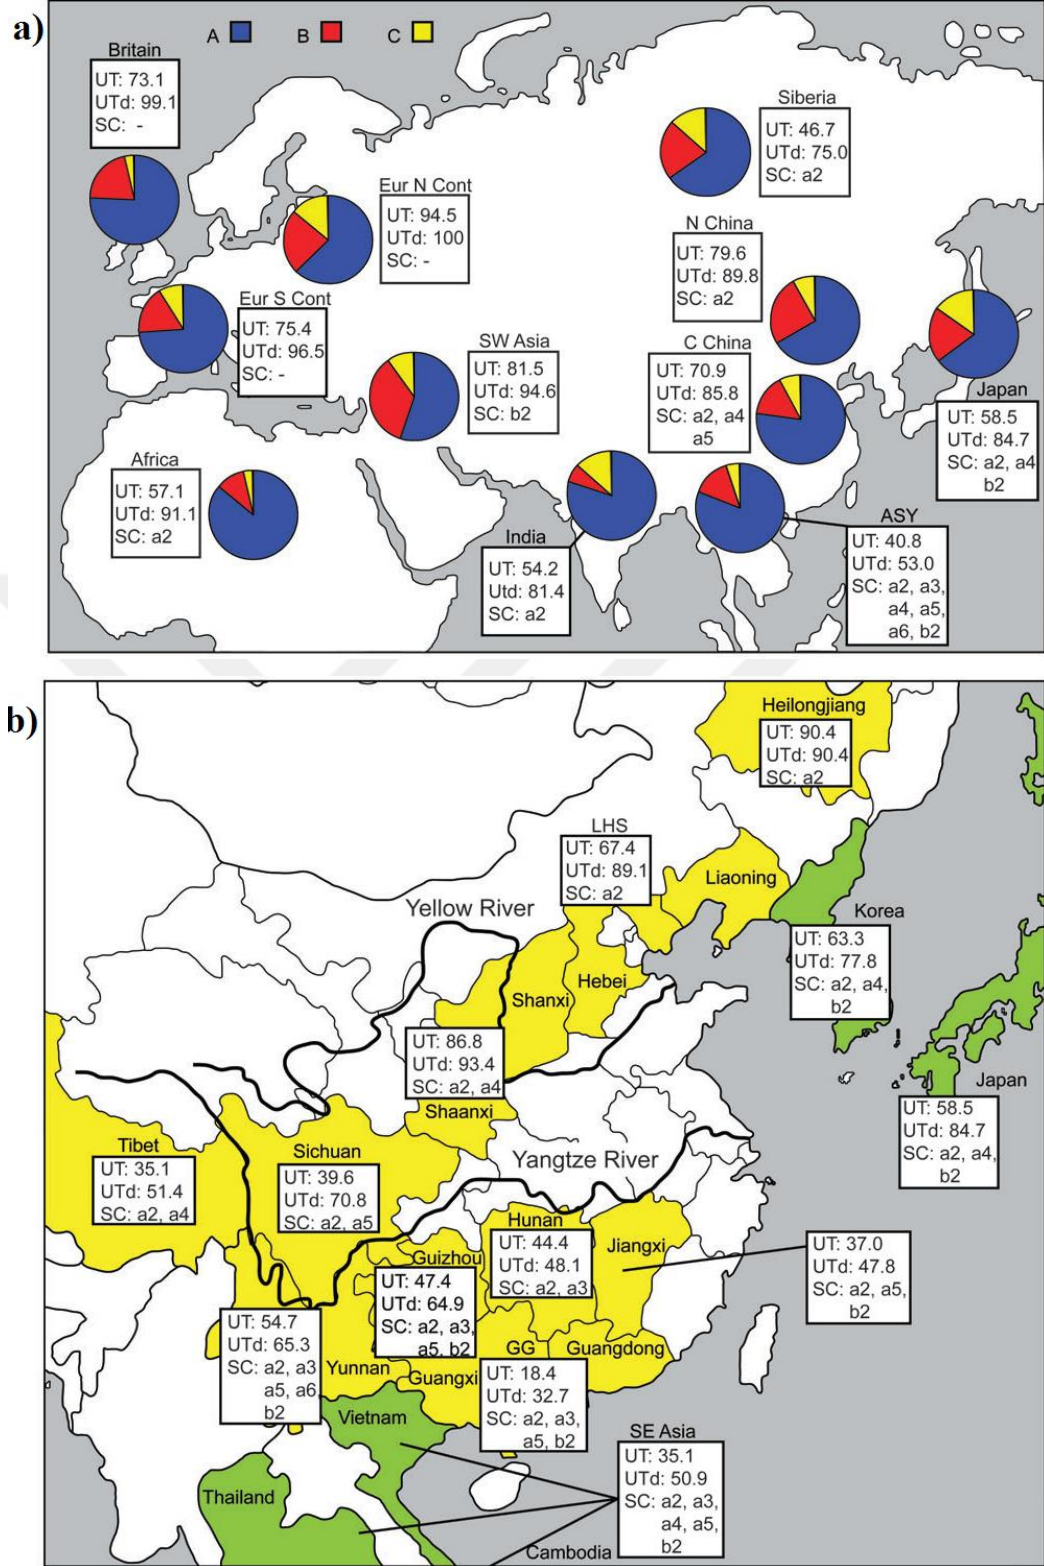 a)
A
B
C
Britain
UT: 73.1
UTd: 99.1
SC: -
Eur N Cont
UT: 94.5
UTd: 100
SC: -
Eur S Cont
UT: 75.4
UTd: 96.5
SC: -
SW Asia
UT: 81.5
UTd: 94.6
SC: b2
Africa
UT: 57.1
UTd: 91.1
SC: a2
Siberia
UT: 46.7
UTd: 75.0
SC: a2
N China
UT: 79.6
UTd: 89.8
SC: a2
C China
UT: 70.9
UTd: 85.8
SC: a2, a4
a5
Japan
UT: 58.5
UTd: 84.7
SC: a2, a4
b2
India
UT: 54.2
Utd: 81.4
SC: a2
ASY
UT: 40.8
UTd: 53.0
SC: a2, a3,
a4, a5,
a6, b2
b)
Heilongjiang
UT: 90.4
UTd: 90.4
SC: a2
LHS
UT: 67.4
UTd: 89.1
SC: a2
Liaoning
Yellow River
Korea
UT: 63.3
UTd: 77.8
SC: a2, a4,
b2
Hebei
Shanxi
UT: 86.8
UTd: 93.4
SC: a2, a4
Shaanxi
Japan
UT: 58.5
UTd: 84.7
SC: a2, a4,
b2
Tibet
UT: 35.1
UTd: 51.4
SC: a2, a4
Sichuan
UT: 39.6
UTd: 70.8
SC: a2, a5
Yangtze River
Hunan
UT: 44.4
UTd: 48.1
SC: a2, a3
Jiangxi
UT: 37.0
UTd: 47.8
SC: a2, a5,
b2
Guizhou
UT: 47.4
UTd: 64.9
SC: a2, a3,
a5, b2
UT: 54.7
UTd: 65.3
SC: a2, a3
a5, a6
b2
Yunnan
Guangxi
GG
Guangdong
UT: 18.4
UTd: 32.7
SC: a2, a3,
a5, b2
Vietnam
SE Asia
UT: 35.1
UTd: 50.9
SC: a2, a3,
a4, a5,
b2
Thailand
Cambodia